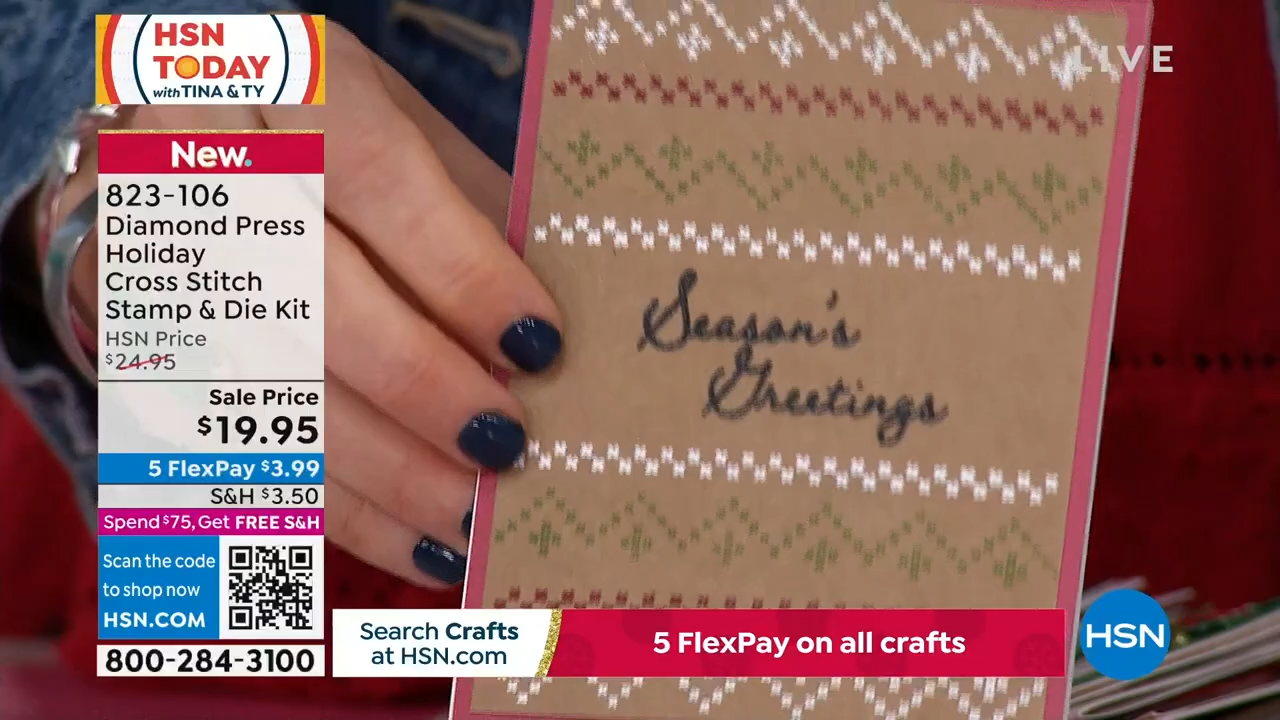 HSN
TODAY
with TINA & TY
LIVE
New.
823-106
Diamond Press
Holiday
Cross Stitch
Stamp & Die Kit
HSN Price
$24.95
Sale Price
$19.95
5 FlexPay $3.99
S&H $3.50
Spend $75, Get FREE S&H
Scan the code
to shop now
HSN.COM
800-284-3100
Season's
Greetings
Search Crafts
at HSN.com
5 FlexPay on all crafts
HSN